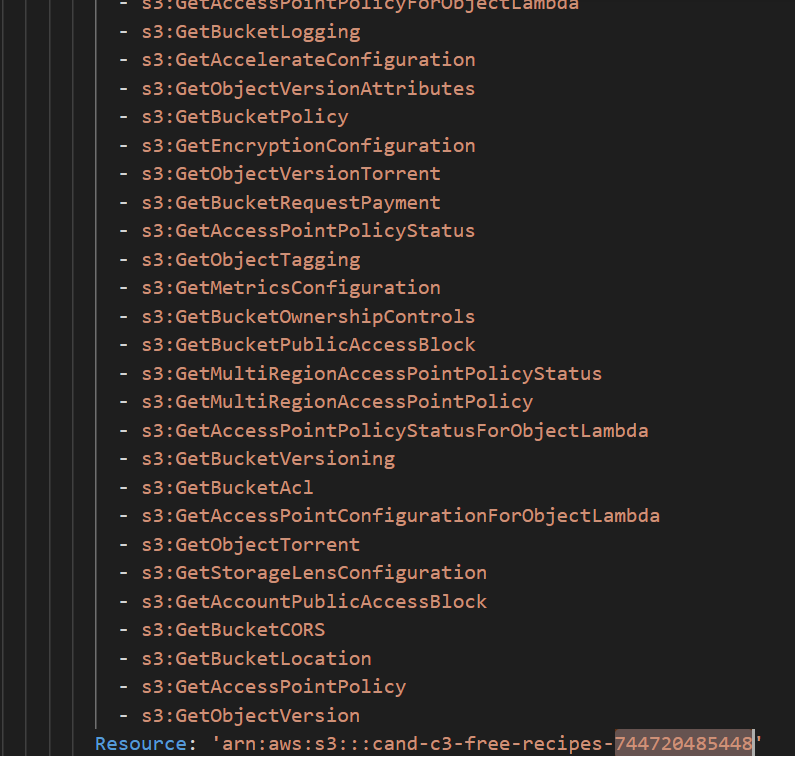 - s3:GetAccessPointPolicyForObjectLambda
- s3:GetBucketLogging
- s3:GetAccelerateConfiguration
- s3:GetObjectVersionAttributes
- s3:GetBucketPolicy
- s3:GetEncryptionConfiguration
- s3:GetObjectVersionTorrent
- s3:GetBucketRequestPayment
- s3:GetAccessPointPolicyStatus
- s3:GetObjectTagging
- s3:GetMetricsConfiguration
- s3:GetBucketOwnershipControls
- s3:GetBucketPublicAccessBlock
- s3:GetMultiRegionAccessPointPolicyStatus
- s3:GetMultiRegionAccessPointPolicy
- s3:GetAccessPointPolicyStatusForObjectLambda
- s3:GetBucketVersioning
- s3:GetBucketAcl
- s3:GetAccessPointConfigurationForObjectLambda
- s3:GetObjectTorrent
- s3:GetStorageLensConfiguration
- s3:GetAccountPublicAccessBlock
- s3:GetBucketCORS
- s3:GetBucketLocation
- s3:GetAccessPointPolicy
- s3:GetObjectVersion
Resource: 'arn:aws:s3:::cand-c3-free-recipes-744720485448'